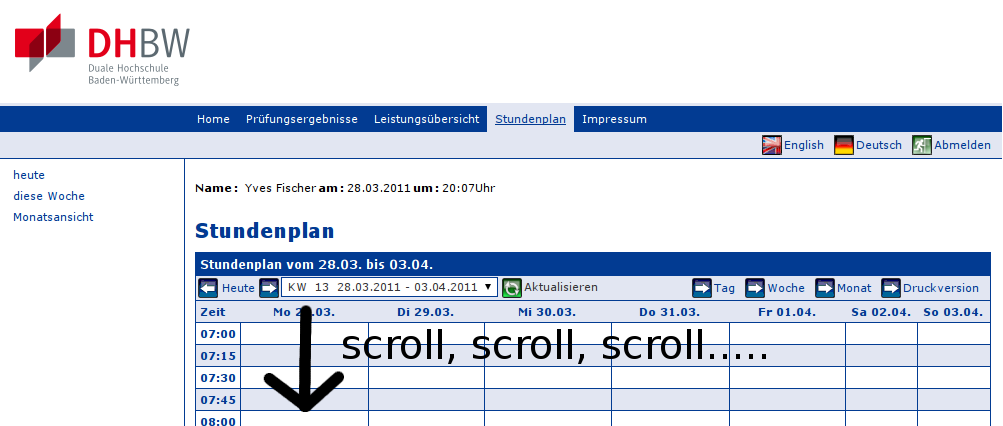 DHBW
Duale Hochschule
Baden-Württemberg
Home Prüfungsergebnisse Leistungsübersicht Stundenplan Impressum
English Deutsch Abmelden
heute
diese Woche
Monatsansicht
Name: Yves Fischer am: 28.03.2011 um: 20:07Uhr
Stundenplan
Stundenplan vom 28.03. bis 03.04.
Heute KW 13 28.03.2011 - 03.04.2011 Aktualisieren Tag Woche Monat Druckversion
Zeit Mo .03. Di 29.03. Mi 30.03. Do 31.03. Fr 01.04. Sa 02.04. So 03.04.
07:00
scroll, scroll, scroll.....
07:15
07:30
07:45
08:00